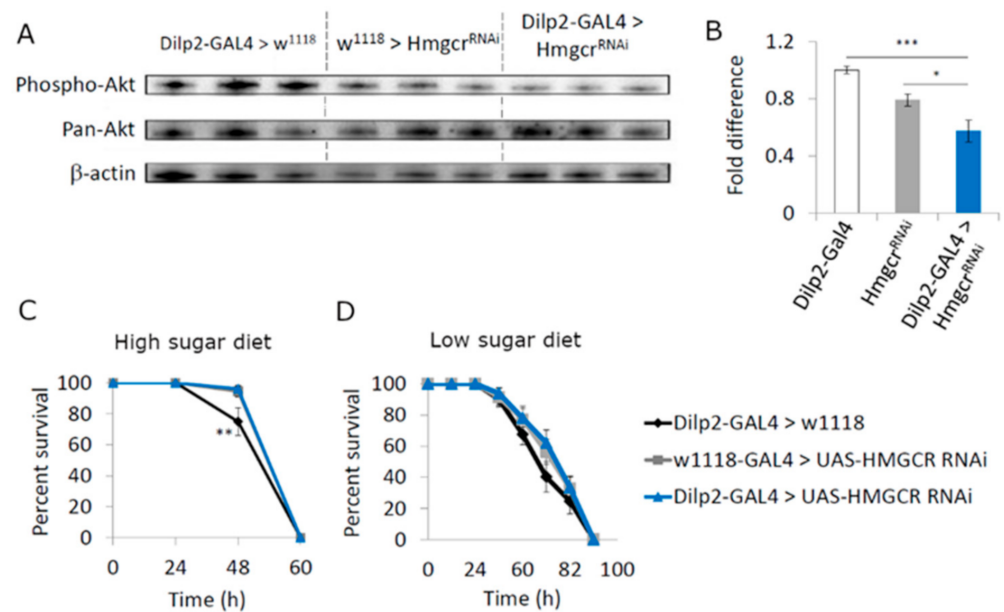 A
Dilp2-GAL4 > w1118
w1118 > HmgcrRNAi
Dilp2-GAL4 >
HmgcrRNAi
Phospho-Akt
Pan-Akt
β-actin
B
Fold difference
1.2
0.8
0.4
0
***
*
Dilp2-Gal4
HmgcrRNAi
Dilp2-GAL4 >
HmgcrRNAi
C
High sugar diet
Percent survival
100
80
60
40
20
0
**
0 24 48 60
Time (h)
D
Low sugar diet
Percent survival
100
80
60
40
20
0
0 24 60 82 100
Time (h)
Dilp2-GAL4 > w1118
w1118-GAL4 > UAS-HMGCR RNAi
Dilp2-GAL4 > UAS-HMGCR RNAi